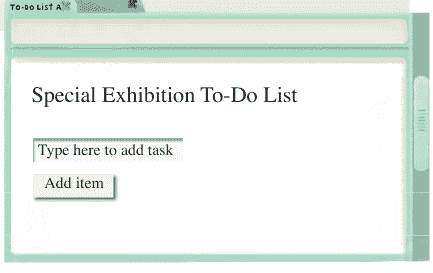 To-Do List A
Special Exhibition To-Do List
Type here to add task
Add item